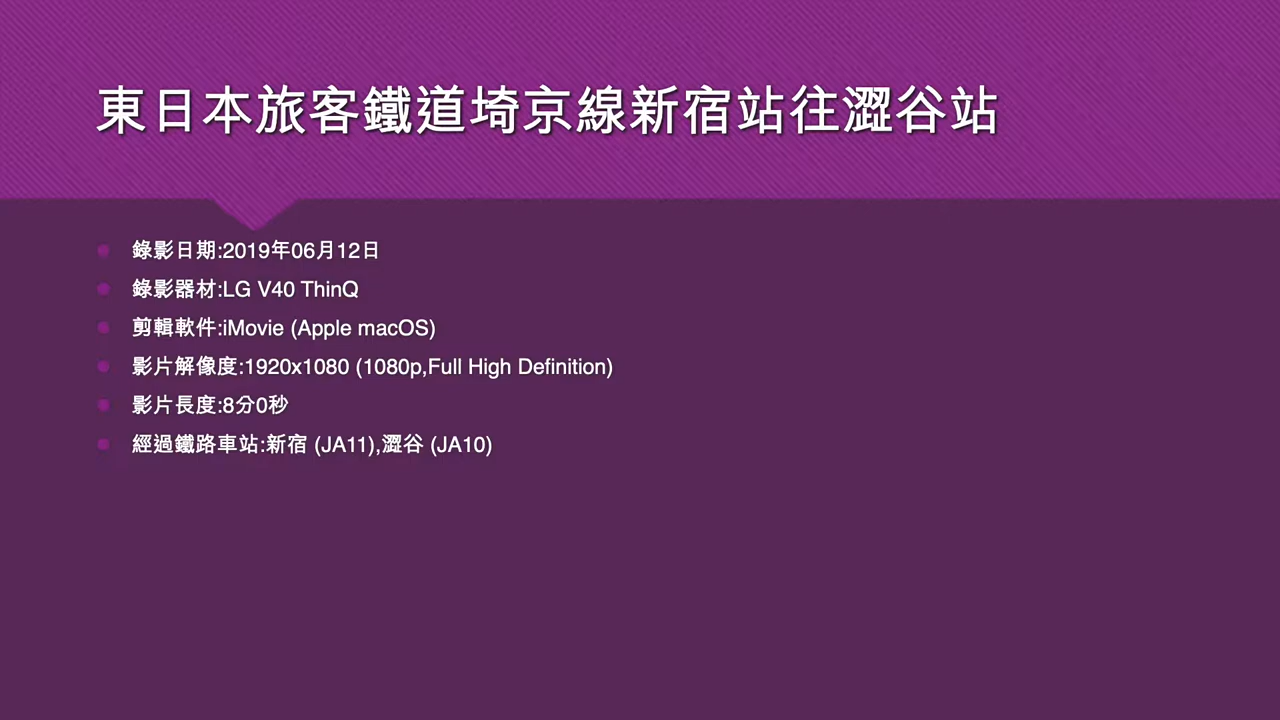 東日本旅客鐵道埼京線新宿站往澀谷站
錄影日期:2019年06月12日
錄影器材:LG V40 ThinQ
剪輯軟件:iMovie (Apple macOS)
影片解像度:1920x1080 (1080p,Full High Definition)
影片長度:8分0秒
經過鐵路車站:新宿 (JA11),澀谷 (JA10)